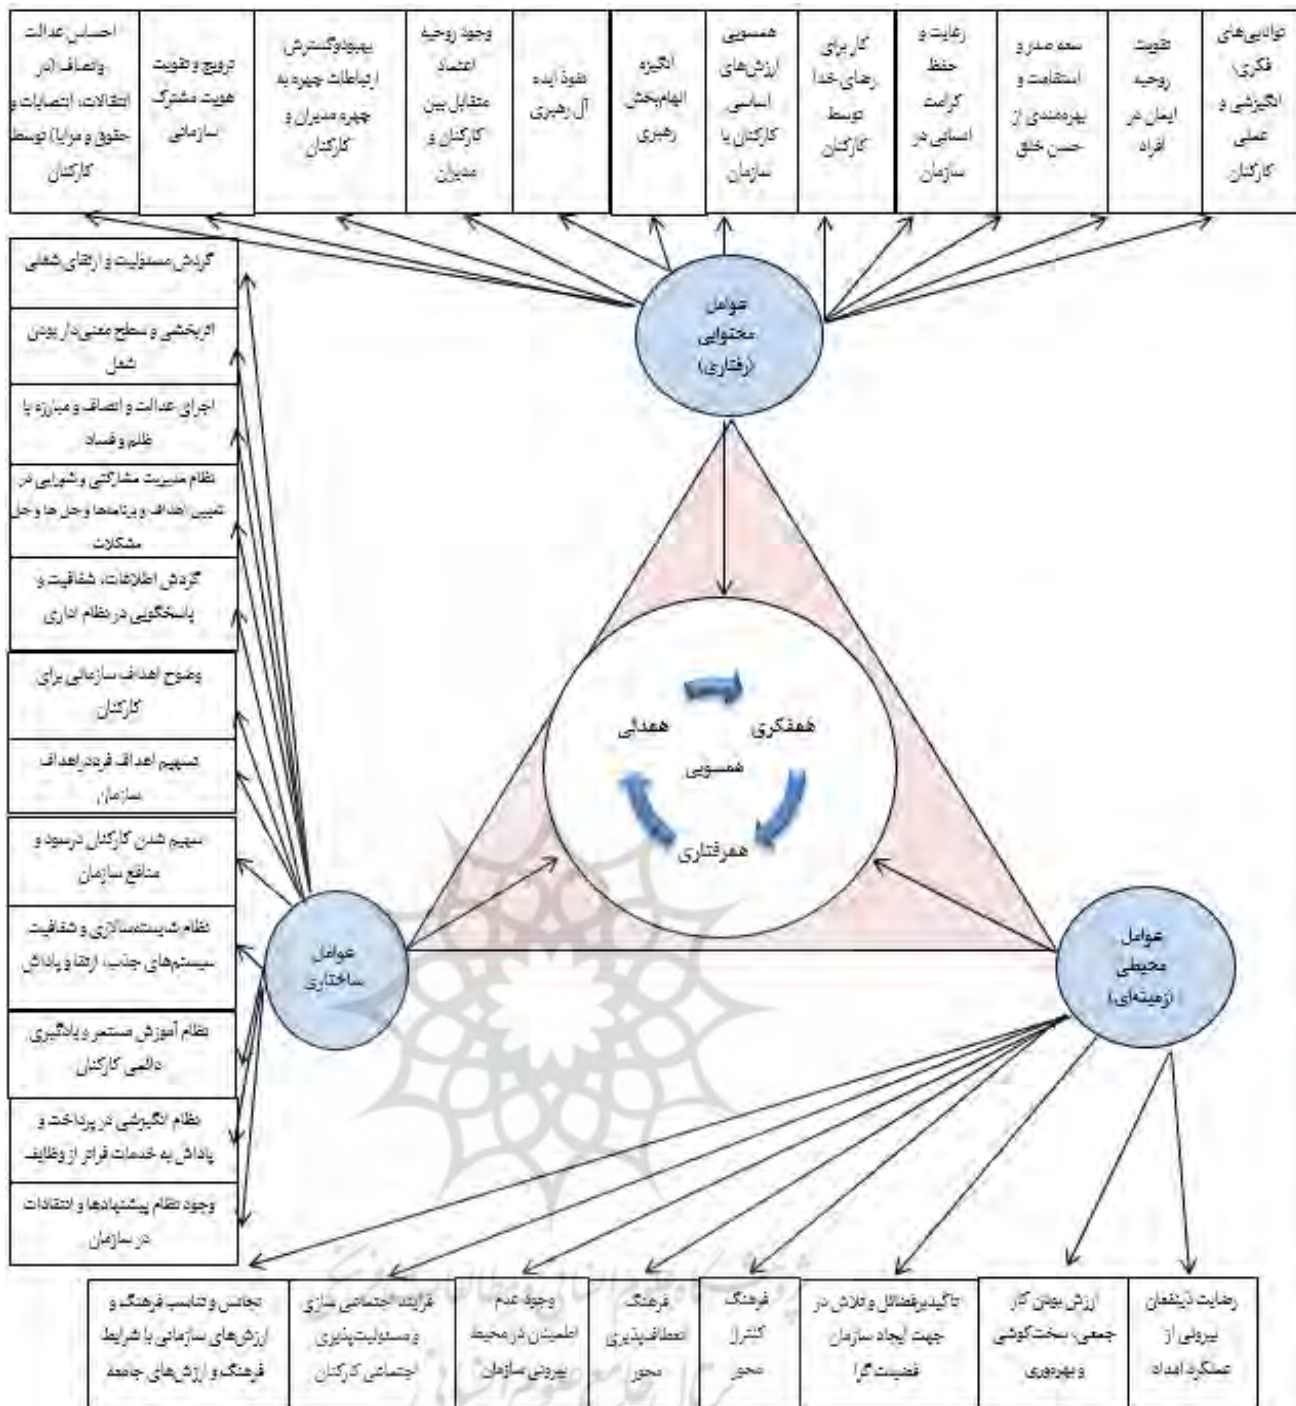 توانایی‌های
فکری،
انگیزشی و
عملی
کارکنان
تقویت
روحیه
ایمان در
افراد
سعه صدر و
استقامت و
بهره‌مندی از
حسن خلق
رعایت و
حفظ
کرامت
انسانی در
سازمان
کار برای
رضای خدا
توسط
کارکنان
همسویی
ارزش‌های
اساسی
کارکنان با
سازمان
انگیزه
الهام‌بخش
رهبری
نفوذ ایده
آل رهبری
وجود روحیه
اعتماد
متقابل بین
کارکنان و
مدیران
بهبود و گسترش
ارتباطات چهره به
چهره مدیران و
کارکنان
ترویج و تقویت
هویت مشترک
سازمانی
احساس عدالت
وانصاف (در
انتقالات، انتصابات و
حقوق و مزایا) توسط
کارکنان
عوامل
محتوایی
(رفتاری)
گردش مسئولیت و ارتقای شغلی
اثربخشی و سطح معنی‌دار بودن
شغل
اجرای عدالت و انصاف و مبارزه با
ظلم و فساد
نظام مدیریت مشارکتی و شورایی در
تعیین اهداف و برنامه‌ها و حل ها و حل
مشکلات
گردش اطلاعات، شفافیت و
پاسخگویی در نظام اداری
وضوح اهداف سازمانی برای
کارکنان
تسهیم اهداف فرد در اهداف
سازمان
سهیم شدن کارکنان در سود و
منافع سازمان
نظام شایسته‌سالاری و شفافیت
سیستم‌های جذب، ارتقا و پاداش
نظام آموزش مستمر و یادگیری
دائمی کارکنان
نظام انگیزشی در پرداخت و
پاداش به خدمات فراتر از وظایف
وجود نظام پیشنهادها و انتقادات
در سازمان
همفکری
همدلی
همسویی
همرفتاری
عوامل
ساختاری
عوامل
محیطی
(زمینه‌ای)
رضایت ذینفعان
بیرونی از
عملکرد امداد
ارزش بودن کار
جمعی، سخت‌کوشی
و بهره‌وری
تاکید بر فضائل و تلاش در
جهت ایجاد سازمان
فضیلت‌گرا
فرهنگ
کنترل
محور
فرهنگ
انعطاف‌پذیری
محور
وجود عدم
اطمینان در محیط
بیرونی سازمان
فرایند اجتماعی سازی
و مسئولیت‌پذیری
اجتماعی کارکنان
تجانس و تناسب فرهنگ و
ارزش‌های سازمانی با شرایط
فرهنگ و ارزش‌های جامعه
پژوهشگاه علوم انسانی و مطالعات فرهنگی
پرتال جامع علوم انسانی